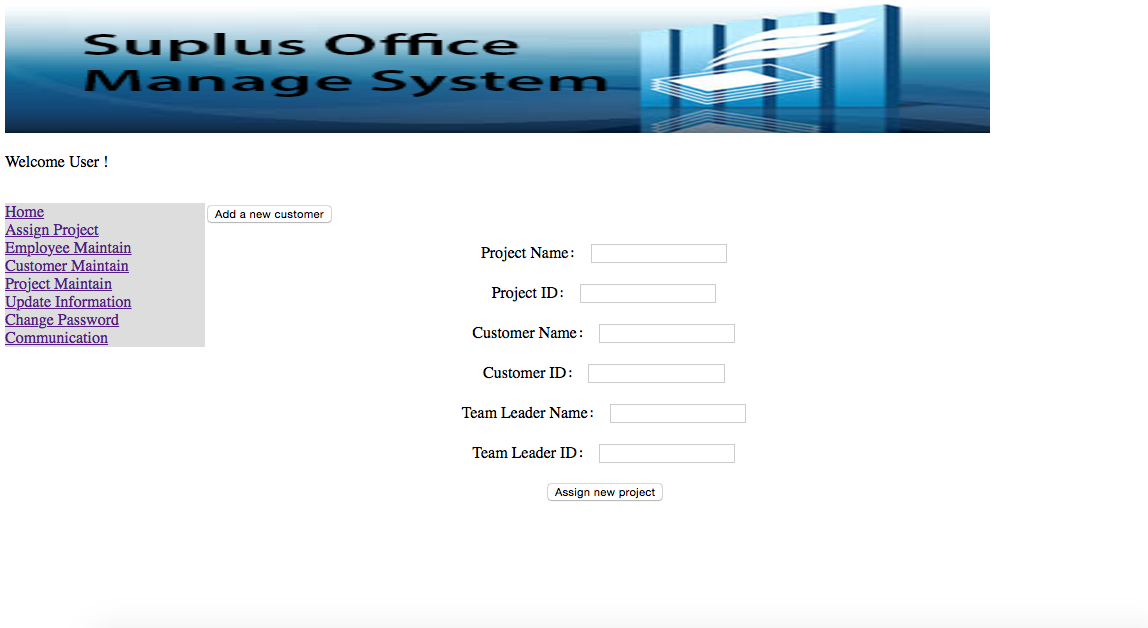 Suplus Office
Manage System
Welcome User !
Home
Assign Project
Employee Maintain
Customer Maintain
Project Maintain
Update Information
Change Password
Communication
Add a new customer
Project Name：
Project ID：
Customer Name：
Customer ID：
Team Leader Name：
Team Leader ID：
Assign new project